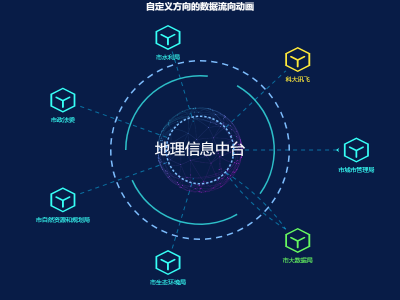 自定义方向的数据流向动画
市水利局
科大讯飞
市政法委
地理信息中台
市城市管理局
市自然资源和规划局
市大数据局
市生态环境局